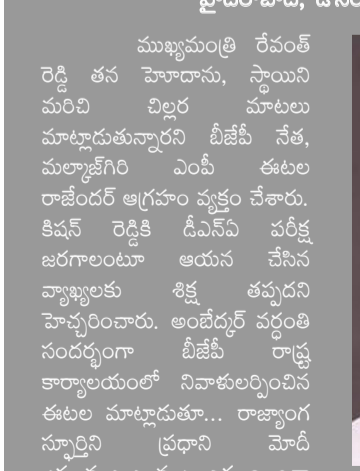 ముఖ్యమంత్రి రేవంత్
రెడ్డి తన హెూదాను, స్థాయిని
మరిచి చిల్లర మాటలు
మాట్లాడుతున్నారని బీజేపీ నేత,
మల్కాజ్‌గిరి ఎంపీ ఈటల
రాజేందర్ ఆగ్రహం వ్యక్తం చేశారు.
కిషన్ రెడ్డికి డీఎన్ఏ పరీక్ష
జరగాలంటూ ఆయన చేసిన
వ్యాఖ్యలకు శిక్ష తప్పదని
హెచ్చరించారు. అంబేద్కర్ వర్ధంతి
సందర్భంగా బీజేపీ రాష్ట్ర
కార్యాలయంలో నివాళులర్పించిన
ఈటల మాట్లాడుతూ... రాజ్యాంగ
స్ఫూర్తిని ప్రధాని మోదీ